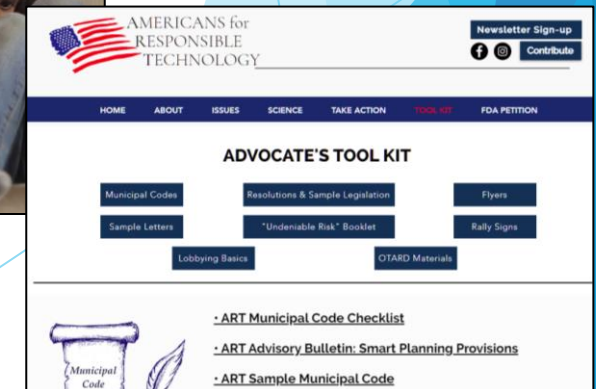 AMERICANS for
RESPONSIBLE
TECHNOLOGY
Newsletter Sign-up
Contribute
HOME ABOUT ISSUES SCIENCE TAKE ACTION TOOL KIT FDA PETITION
ADVOCATE'S TOOL KIT
Municipal Codes Resolutions & Sample Legislation Flyers
Sample Letters "Undeniable Risk" Booklet Rally Signs
Lobbying Basics OTARD Materials
· ART Municipal Code Checklist
· ART Advisory Bulletin: Smart Planning Provisions
· ART Sample Municipal Code
Municipal
Code